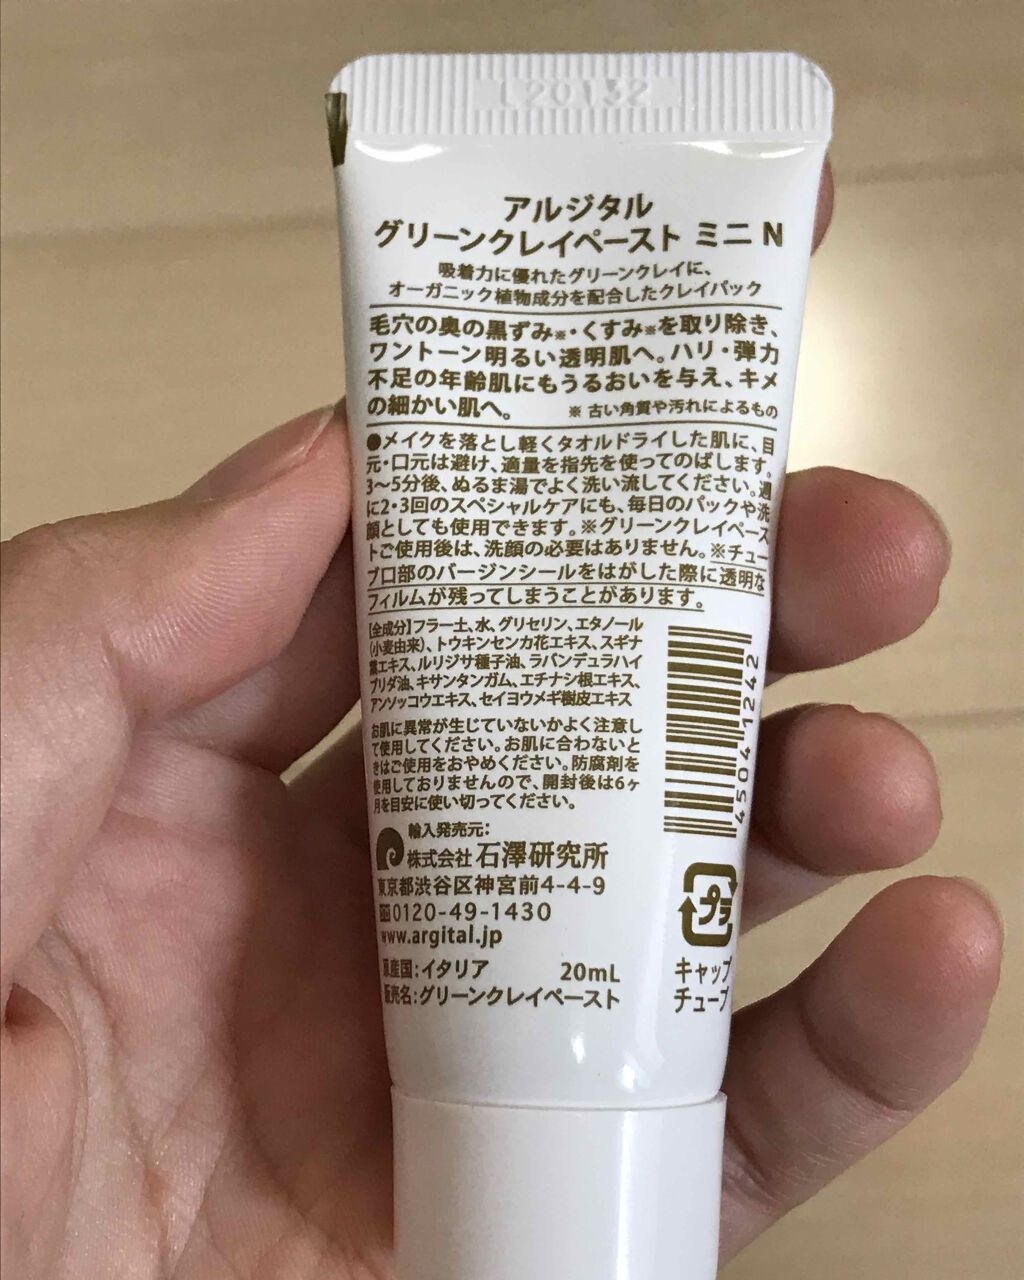 L20132
アルジタル
グリーンクレイペースト ミニ N
吸着力に優れたグリーンクレイに、
オーガニック植物成分を配合したクレイパック
毛穴の奥の黒ずみ※・くすみ※を取り除き、
ワントーン明るい透明肌へ。ハリ・弾力
不足の年齢肌にもうるおいを与え、キメ
の細かい肌へ。 ※ 古い角質や汚れによるもの
●メイクを落とし軽くタオルドライした肌に、目
元・口元は避け、適量を指先を使ってのばします。
3～5分後、ぬるま湯でよく洗い流してください。週
に2・3回のスペシャルケアにも、毎日のパックや洗
顔としても使用できます。※グリーンクレイペース
トご使用後は、洗顔の必要はありません。※チュー
ブ口部のバージンシールをはがした際に透明な
フィルムが残ってしまうことがあります。
【全成分】フラー土、水、グリセリン、エタノール
(小麦由来)、トウキンセンカ花エキス、スギナ
葉エキス、ルリジサ種子油、ラバンデュラハイ
ブリダ油、キサンタンガム、エチナシ根エキス、
アンソッコウエキス、セイヨウメギ樹皮エキス
お肌に異常が生じていないかよく注意し
て使用してください。お肌に合わないと
きはご使用をおやめください。防腐剤を
使用しておりませんので、開封後は6ヶ
月を目安に使い切ってください。
輸入発売元：
株式会社 石澤研究所
東京都渋谷区神宮前4-4-9
0120-49-1430
www.argital.jp
原産国：イタリア 20mL
販売名：グリーンクレイペースト
45041242
プラ
キャップ
チューブ